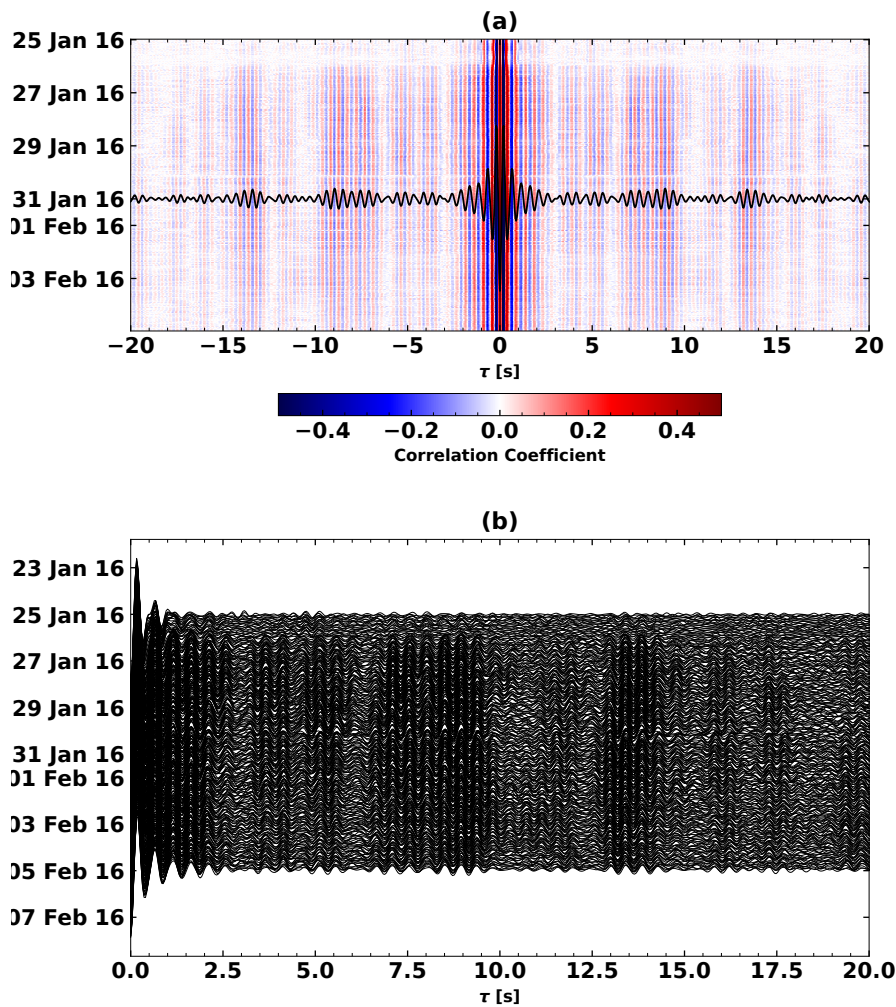 (a)
25 Jan 16
27 Jan 16
29 Jan 16
31 Jan 16
01 Feb 16
03 Feb 16
−20 −15 −10 −5 0 5 10 15 20
τ [s]
−0.4 −0.2 0.0 0.2 0.4
Correlation Coefficient
(b)
23 Jan 16
25 Jan 16
27 Jan 16
29 Jan 16
31 Jan 16
01 Feb 16
03 Feb 16
05 Feb 16
07 Feb 16
0.0 2.5 5.0 7.5 10.0 12.5 15.0 17.5 20.0
τ [s]